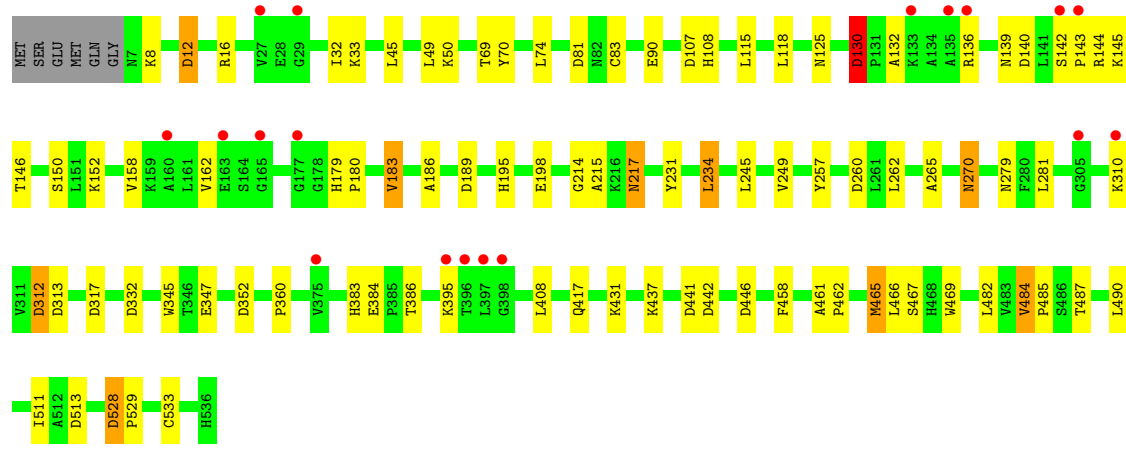 MET SER GLU MET GLN GLY N7 K8 D12 R16 V27 E28 G29 I32 K33 L45 L49 K50 T69 Y70 L74 D81 N82 C83 E90 D107 H108 L115 L118 N125 D130 P131 A132 K133 A134 A135 R136 N139 D140 L141 S142 P143 R144 K145
T146 S150 L151 K152 V158 K159 A160 L161 V162 E163 S164 G165 G177 G178 H179 P180 V183 A186 D189 H195 E198 G214 A215 K216 N217 Y231 L234 L245 V249 Y257 D260 L261 L262 A265 N270 N279 F280 L281 G305 K310
V311 D312 D313 D317 D332 W345 T346 E347 D352 P360 V375 H383 E384 P385 T386 K395 T396 L397 G398 L408 Q417 K431 K437 D441 D442 D446 F458 A461 P462 M465 L466 S467 H468 W469 L482 V483 V484 P485 S486 T487 L490
I511 A512 D513 D528 P529 C533 H536